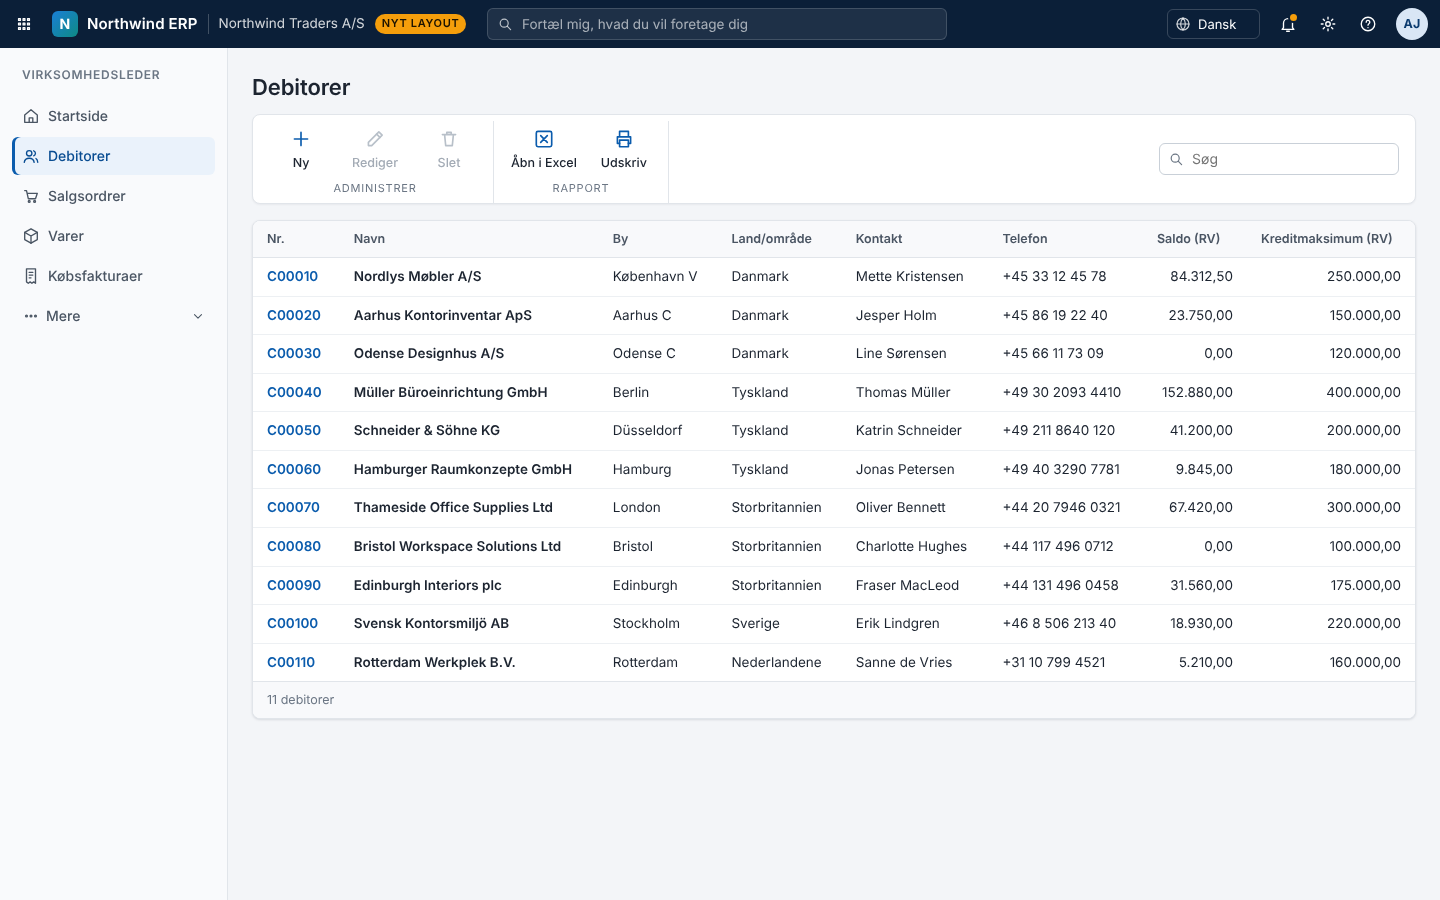 N Northwind ERP Northwind Traders A/S NYT LAYOUT Fortæl mig, hvad du vil foretage dig Dansk AJ
VIRKSOMHEDSLEDER
Startside
Debitorer
Salgsordrer
Varer
Købsfakturaer
Mere
Debitorer
Ny Rediger Slet Åbn i Excel Udskriv Søg
ADMINISTRER RAPPORT
Nr. Navn By Land/område Kontakt Telefon Saldo (RV) Kreditmaksimum (RV)
C00010 Nordlys Møbler A/S København V Danmark Mette Kristensen +45 33 12 45 78 84.312,50 250.000,00
C00020 Aarhus Kontorinventar ApS Aarhus C Danmark Jesper Holm +45 86 19 22 40 23.750,00 150.000,00
C00030 Odense Designhus A/S Odense C Danmark Line Sørensen +45 66 11 73 09 0,00 120.000,00
C00040 Müller Büroeinrichtung GmbH Berlin Tyskland Thomas Müller +49 30 2093 4410 152.880,00 400.000,00
C00050 Schneider & Söhne KG Düsseldorf Tyskland Katrin Schneider +49 211 8640 120 41.200,00 200.000,00
C00060 Hamburger Raumkonzepte GmbH Hamburg Tyskland Jonas Petersen +49 40 3290 7781 9.845,00 180.000,00
C00070 Thameside Office Supplies Ltd London Storbritannien Oliver Bennett +44 20 7946 0321 67.420,00 300.000,00
C00080 Bristol Workspace Solutions Ltd Bristol Storbritannien Charlotte Hughes +44 117 496 0712 0,00 100.000,00
C00090 Edinburgh Interiors plc Edinburgh Storbritannien Fraser MacLeod +44 131 496 0458 31.560,00 175.000,00
C00100 Svensk Kontorsmiljö AB Stockholm Sverige Erik Lindgren +46 8 506 213 40 18.930,00 220.000,00
C00110 Rotterdam Werkplek B.V. Rotterdam Nederlandene Sanne de Vries +31 10 799 4521 5.210,00 160.000,00
11 debitorer